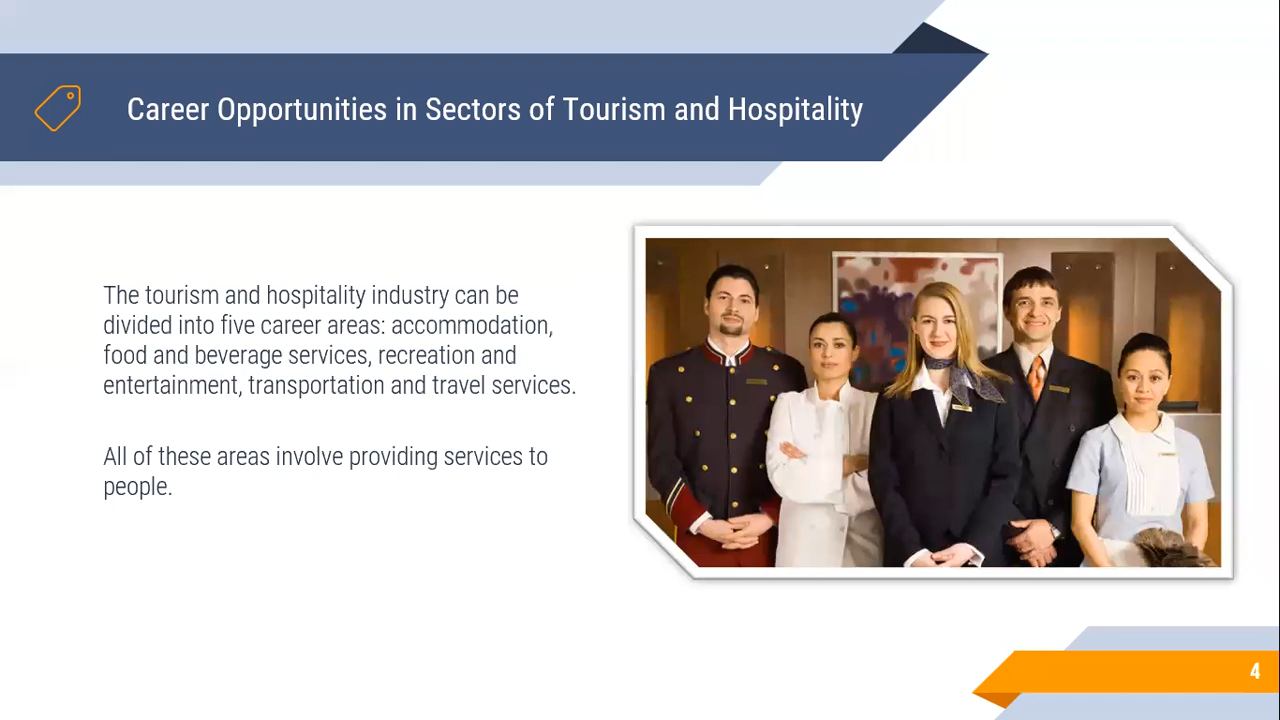 Career Opportunities in Sectors of Tourism and Hospitality
The tourism and hospitality industry can be
divided into five career areas: accommodation,
food and beverage services, recreation and
entertainment, transportation and travel services.
All of these areas involve providing services to
people.
4